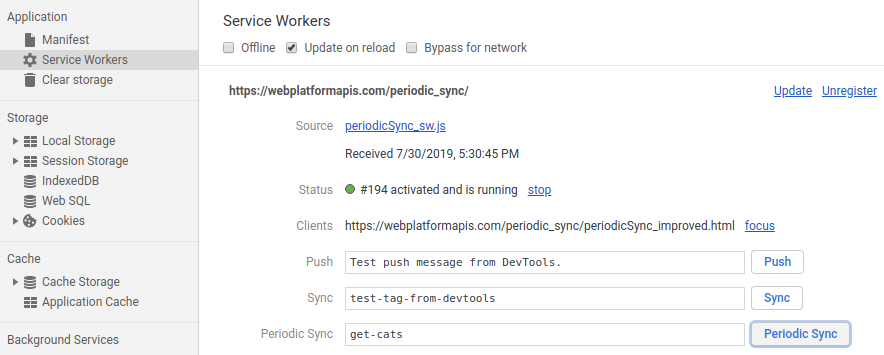 Application
Manifest
Service Workers
Clear storage
Storage
Local Storage
Session Storage
IndexedDB
Web SQL
Cookies
Cache
Cache Storage
Application Cache
Background Services
Service Workers
Offline Update on reload Bypass for network
https://webplatformapis.com/periodic_sync/ Update Unregister
Source periodicSync_sw.js
Received 7/30/2019, 5:30:45 PM
Status #194 activated and is running stop
Clients https://webplatformapis.com/periodic_sync/periodicSync_improved.html focus
Push Test push message from DevTools. Push
Sync test-tag-from-devtools Sync
Periodic Sync get-cats Periodic Sync